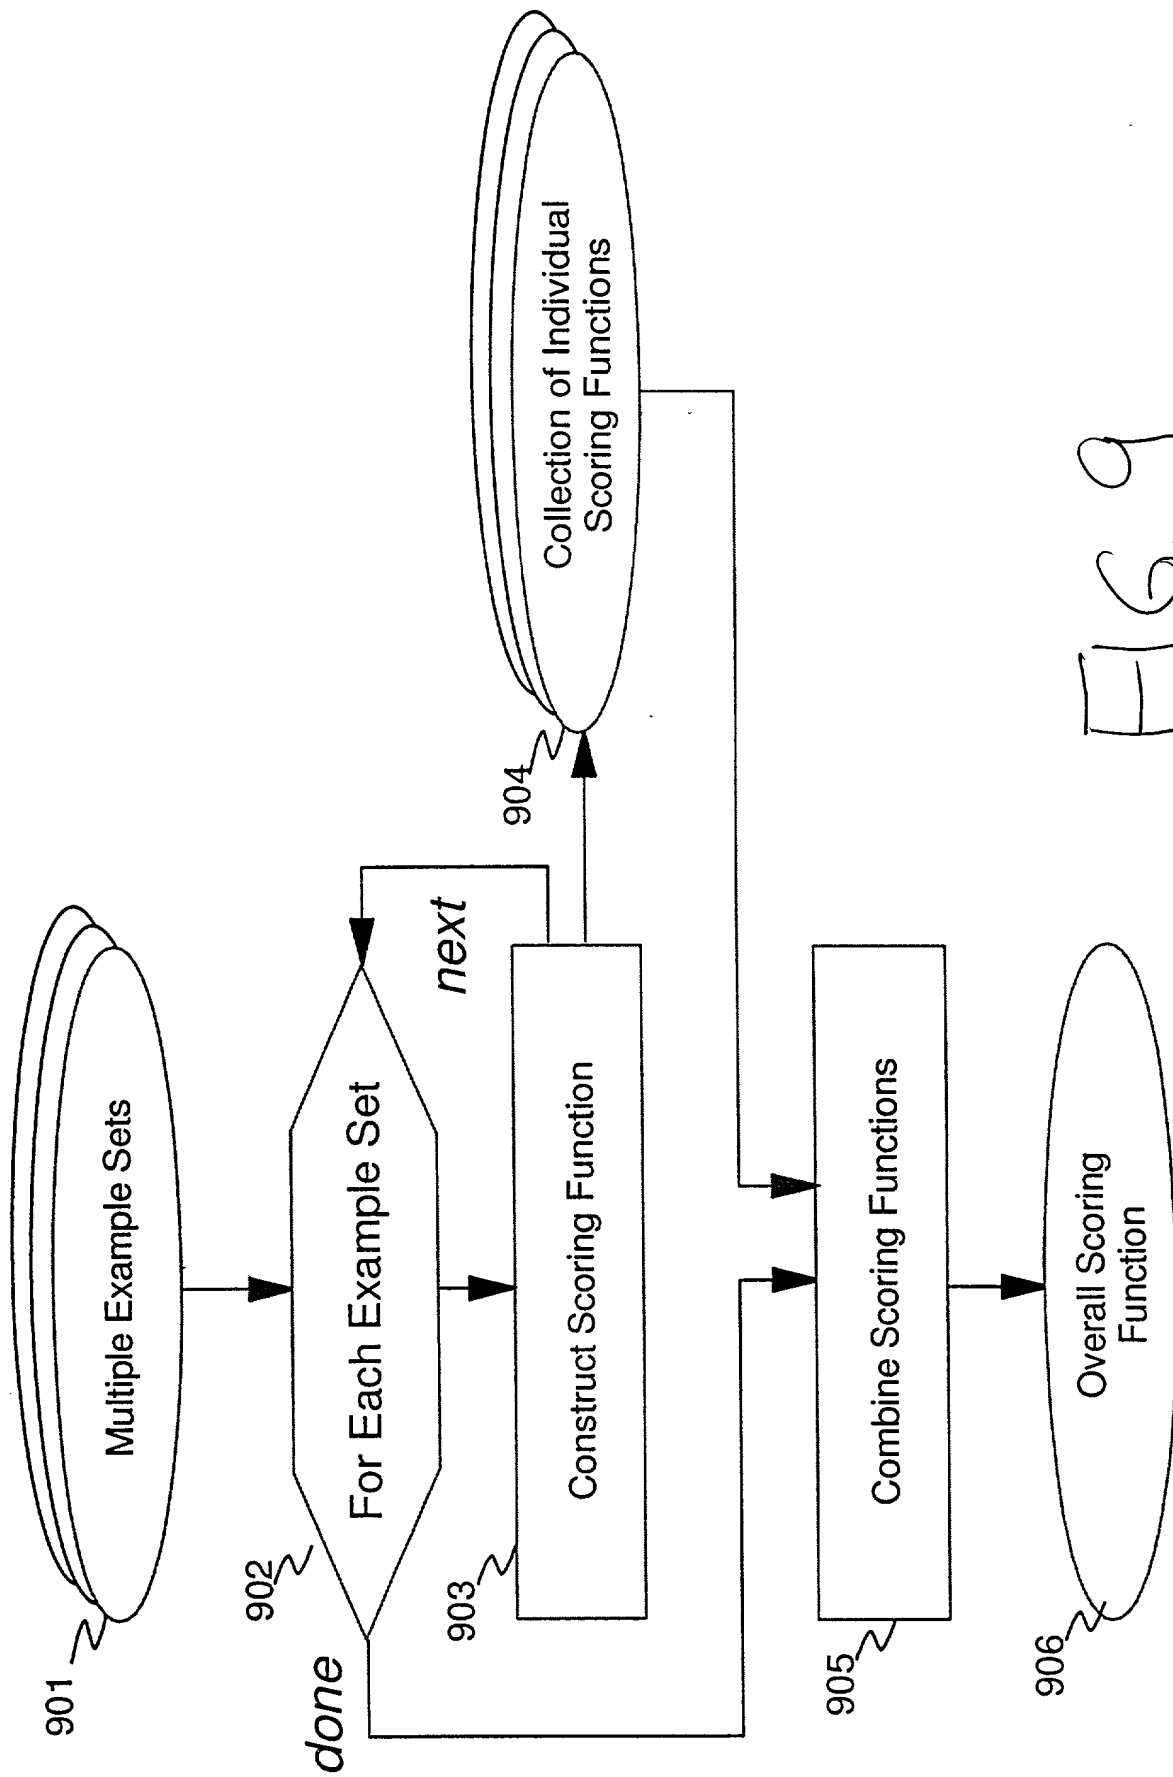 901
Multiple Example Sets
902
For Each Example Set
done
next
903
Construct Scoring Function
904
Collection of Individual
Scoring Functions
905
Combine Scoring Functions
906
Overall Scoring
Function
FIG 9